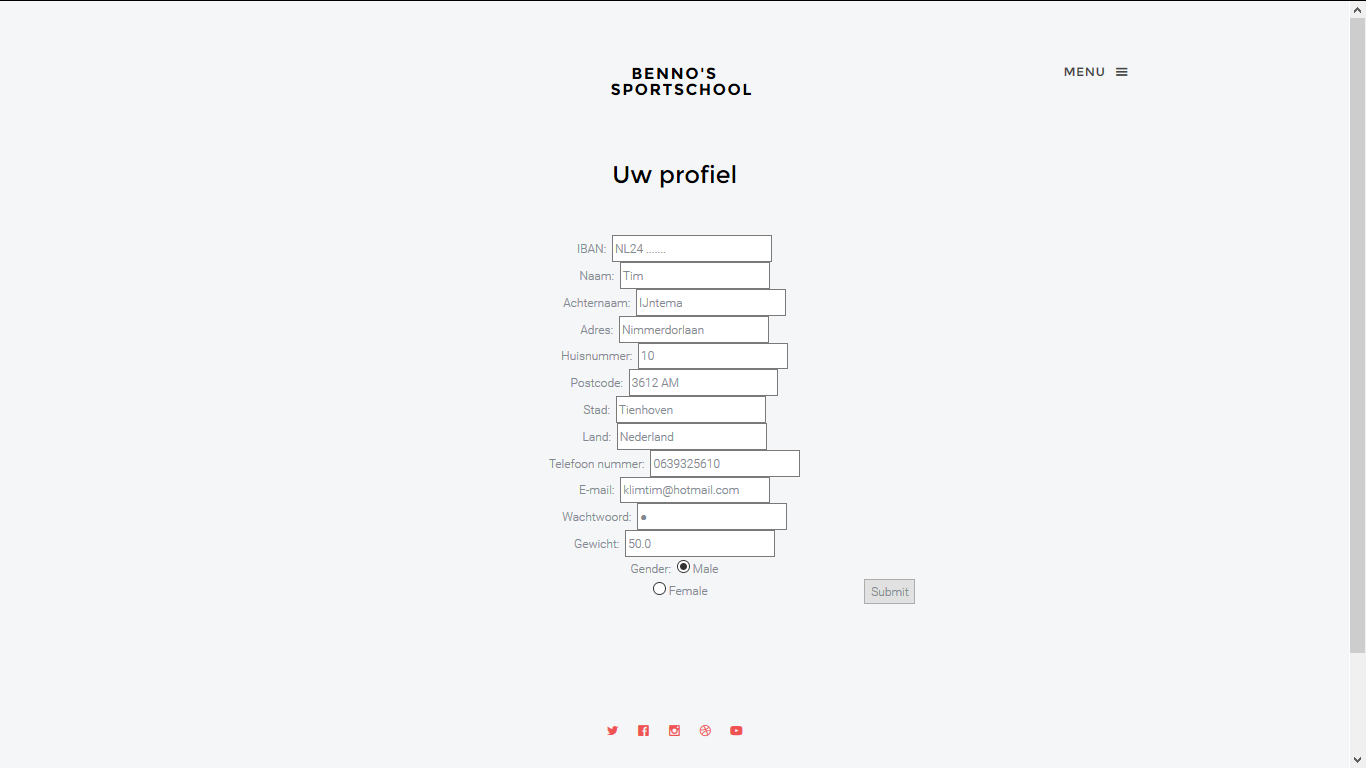 BENNO'S
SPORTSCHOOL
MENU
Uw profiel
IBAN: NL24 .......
Naam: Tim
Achternaam: IJntema
Adres: Nimmerdorlaan
Huisnummer: 10
Postcode: 3612 AM
Stad: Tienhoven
Land: Nederland
Telefoon nummer: 0639325610
E-mail: klimtim@hotmail.com
Wachtwoord: •
Gewicht: 50.0
Gender: Male
Female
Submit